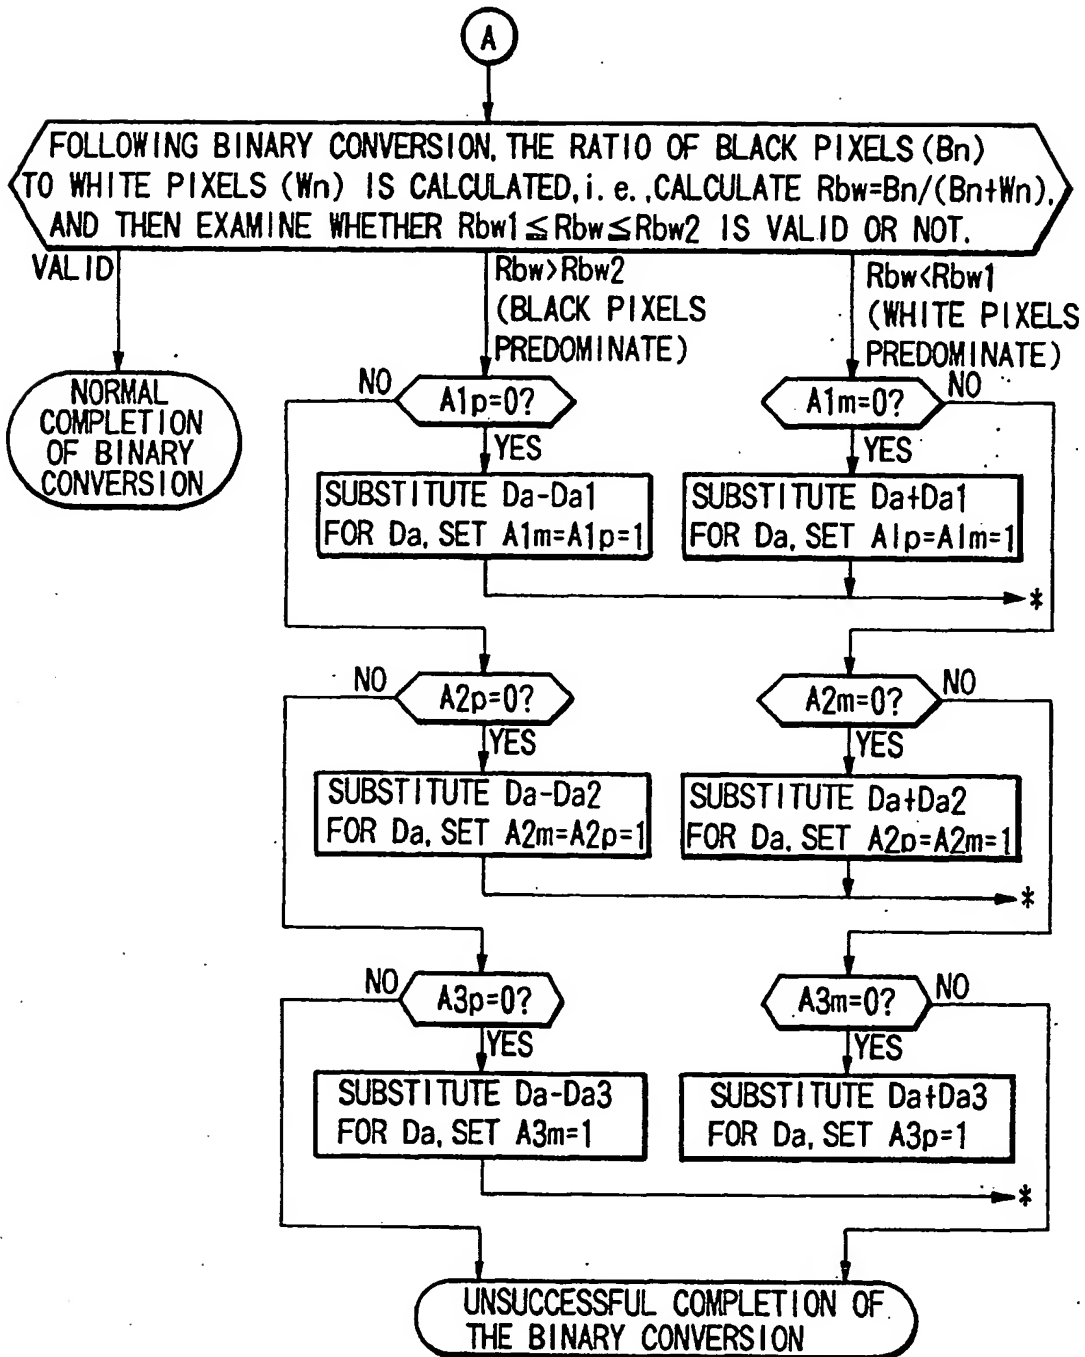 A
FOLLOWING BINARY CONVERSION, THE RATIO OF BLACK PIXELS (Bn)
TO WHITE PIXELS (Wn) IS CALCULATED, i.e., CALCULATE Rbw=Bn/(Bn+Wn),
AND THEN EXAMINE WHETHER Rbw1≦Rbw≦Rbw2 IS VALID OR NOT.
VALID
Rbw>Rbw2
(BLACK PIXELS
PREDOMINATE)
Rbw<Rbw1
(WHITE PIXELS
PREDOMINATE)
NORMAL
COMPLETION
OF BINARY
CONVERSION
NO
A1p=0?
YES
A1m=0?
NO
YES
SUBSTITUTE Da-Da1
FOR Da, SET A1m=A1p=1
SUBSTITUTE Da+Da1
FOR Da, SET A1p=A1m=1
*
NO
A2p=0?
YES
A2m=0?
NO
YES
SUBSTITUTE Da-Da2
FOR Da, SET A2m=A2p=1
SUBSTITUTE Da+Da2
FOR Da, SET A2p=A2m=1
*
NO
A3p=0?
YES
A3m=0?
NO
YES
SUBSTITUTE Da-Da3
FOR Da, SET A3m=1
SUBSTITUTE Da+Da3
FOR Da, SET A3p=1
*
UNSUCCESSFUL COMPLETION OF
THE BINARY CONVERSION